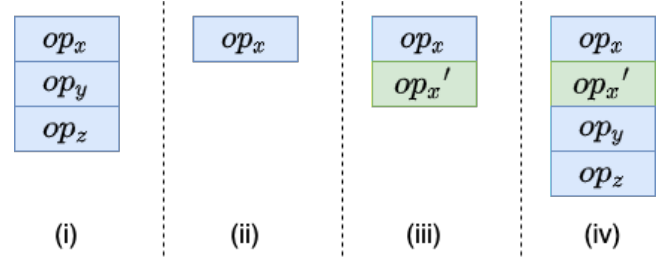 op_x op_x op_x op_x
op_y op_x′ op_x′
op_z op_y
op_z
(i) (ii) (iii) (iv)